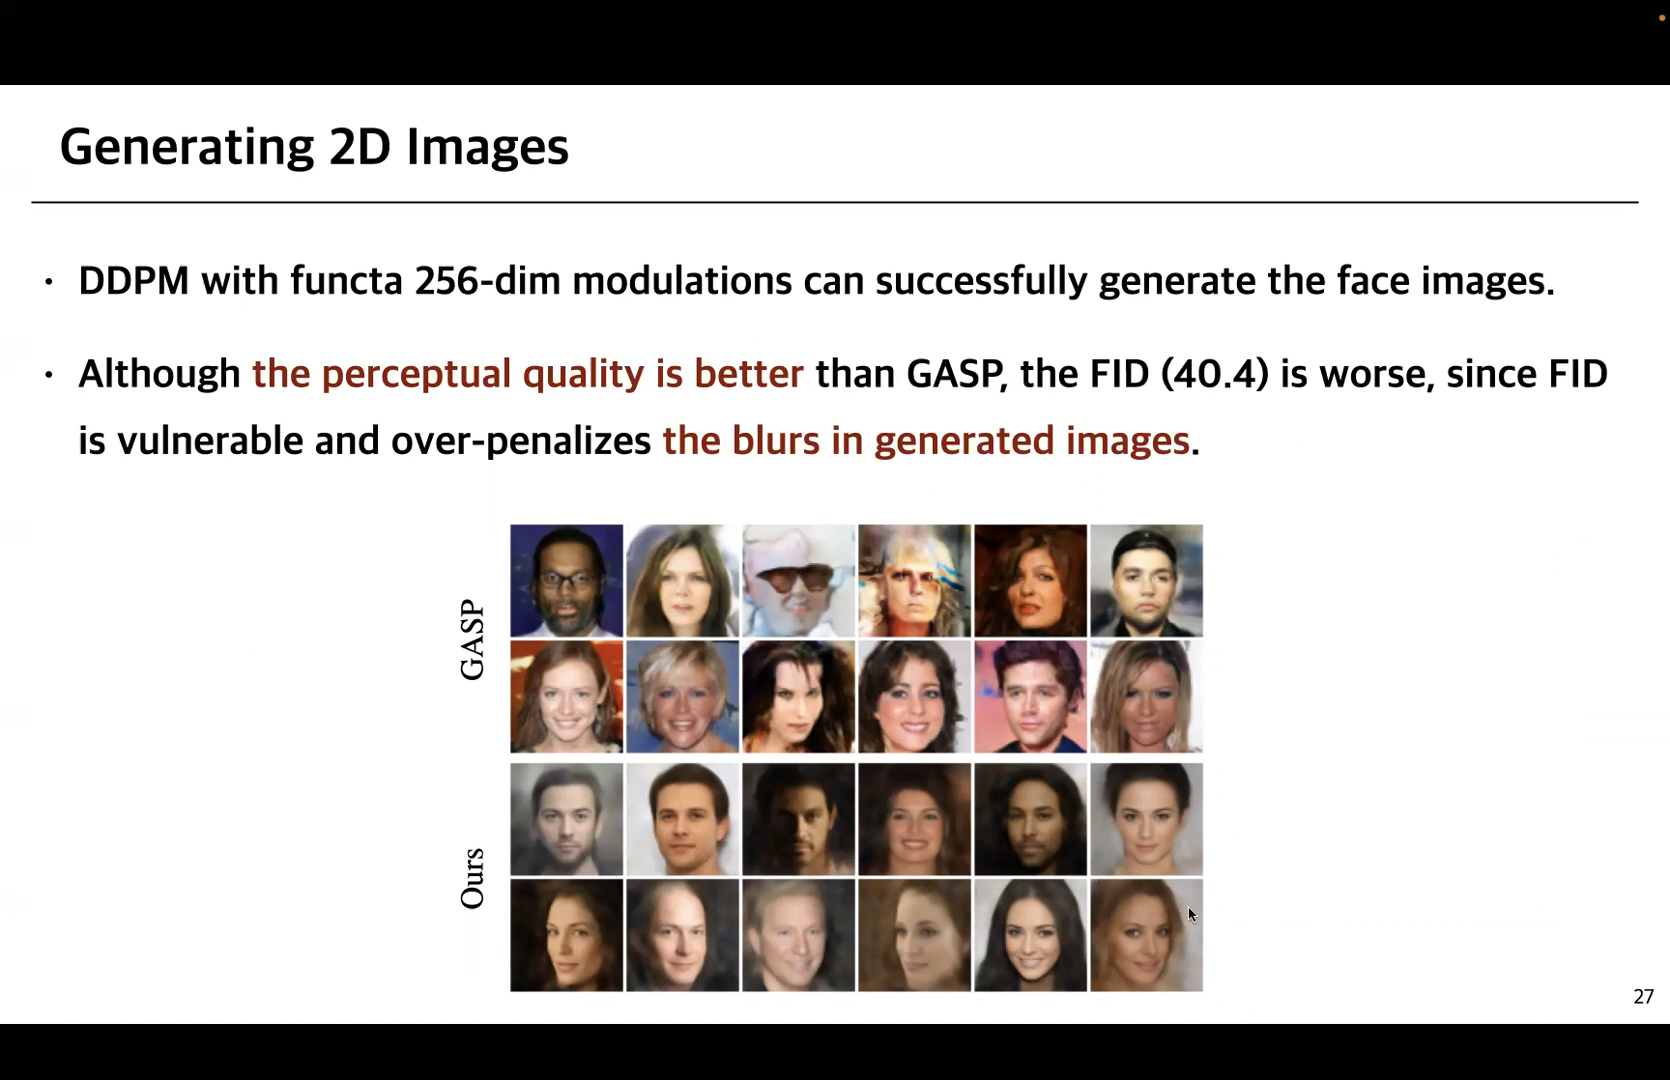 Generating 2D Images
• DDPM with functa 256-dim modulations can successfully generate the face images.
• Although the perceptual quality is better than GASP, the FID (40.4) is worse, since FID
is vulnerable and over-penalizes the blurs in generated images.
GASP
Ours
27